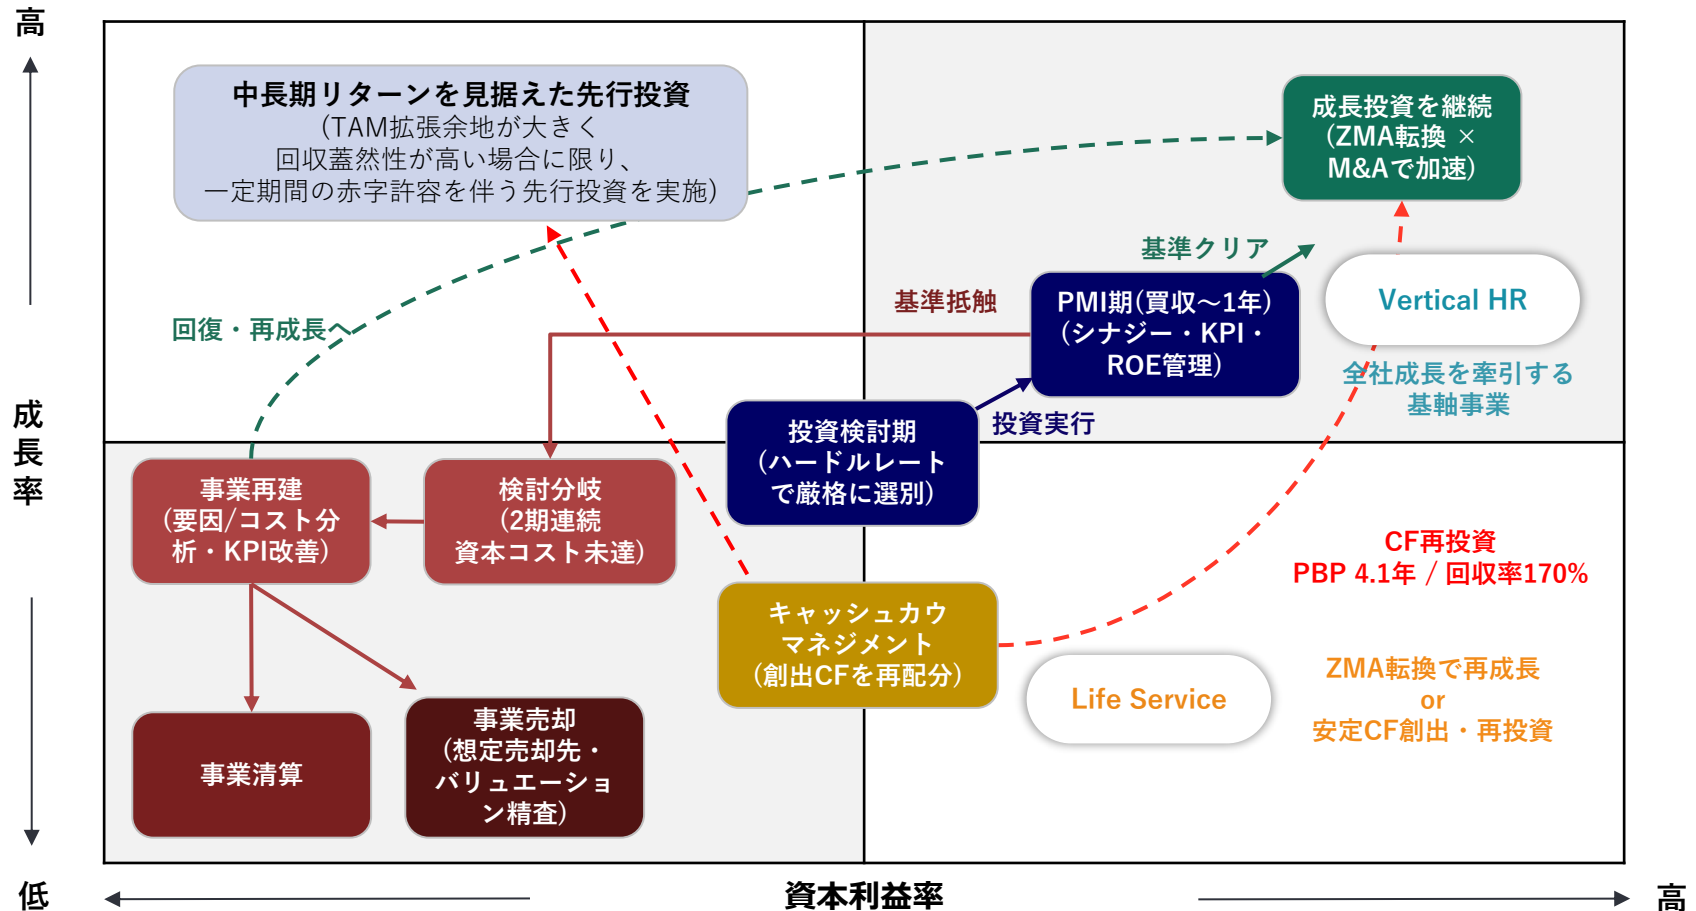 高
中長期リターンを見据えた先行投資
(TAM拡張余地が大きく
回収蓋然性が高い場合に限り、
一定期間の赤字許容を伴う先行投資を実施)
成長投資を継続
(ZMA転換 ×
M&Aで加速)
基準クリア
基準抵触
PMI期(買収～1年)
(シナジー・KPI・
ROE管理)
Vertical HR
全社成長を牽引する
基軸事業
回復・再成長へ
投資検討期
(ハードルレート
で厳格に選別)
投資実行
成長率
事業再建
(要因/コスト分
析・KPI改善)
検討分岐
(2期連続
資本コスト未達)
CF再投資
PBP 4.1年 / 回収率170%
キャッシュカウ
マネジメント
(創出CFを再配分)
Life Service
ZMA転換で再成長
or
安定CF創出・再投資
事業清算
事業売却
(想定売却先・
バリュエーショ
ン精査)
低
資本利益率
高